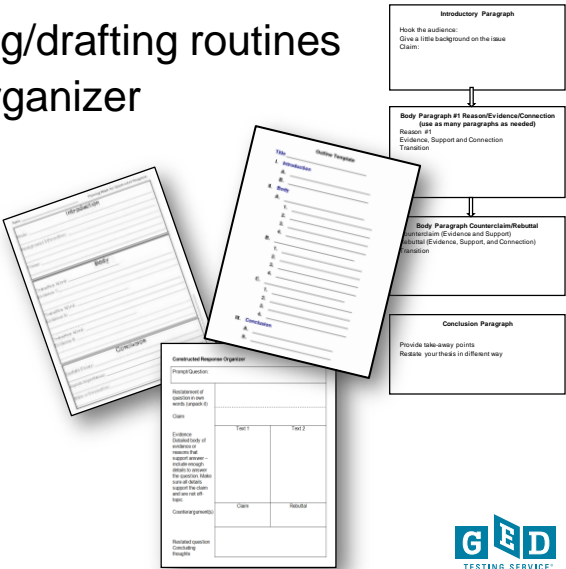 g/drafting routines
ganizer
Introductory Paragraph
Hook the audience:
Give a little background on the issue
Claim:
Body Paragraph #1 Reason/Evidence/Connection
(use as many paragraphs as needed)
Reason #1
Evidence, Support and Connection
Transition
Body Paragraph Counterclaim/Rebuttal
ounterclaim (Evidence and Support)
ebuttal (Evidence, Support, and Connection)
Transition
Conclusion Paragraph
Provide take-away points
Restate your thesis in different way
Outline Template
Title
I. Introduction
A.
B.
II. Body
A.
1.
2.
3.
4.
B.
1.
2.
3.
4.
C.
1.
2.
3.
4.
III. Conclusion
A.
B.
Introduction
Body
Conclusion
Constructed Response Organizer
Prompt/Question:
Restatement of
question in own
words (unpack it)
Claim
Text 1 Text 2
Evidence
Detailed body of
evidence or
reasons that
support answer –
include enough
details to answer
the question. Make
sure all details
support the claim
and are not off-
topic.
Claim Rebuttal
Counterargument(s)
Restated question
Concluding
thoughts
GED
TESTING SERVICE®